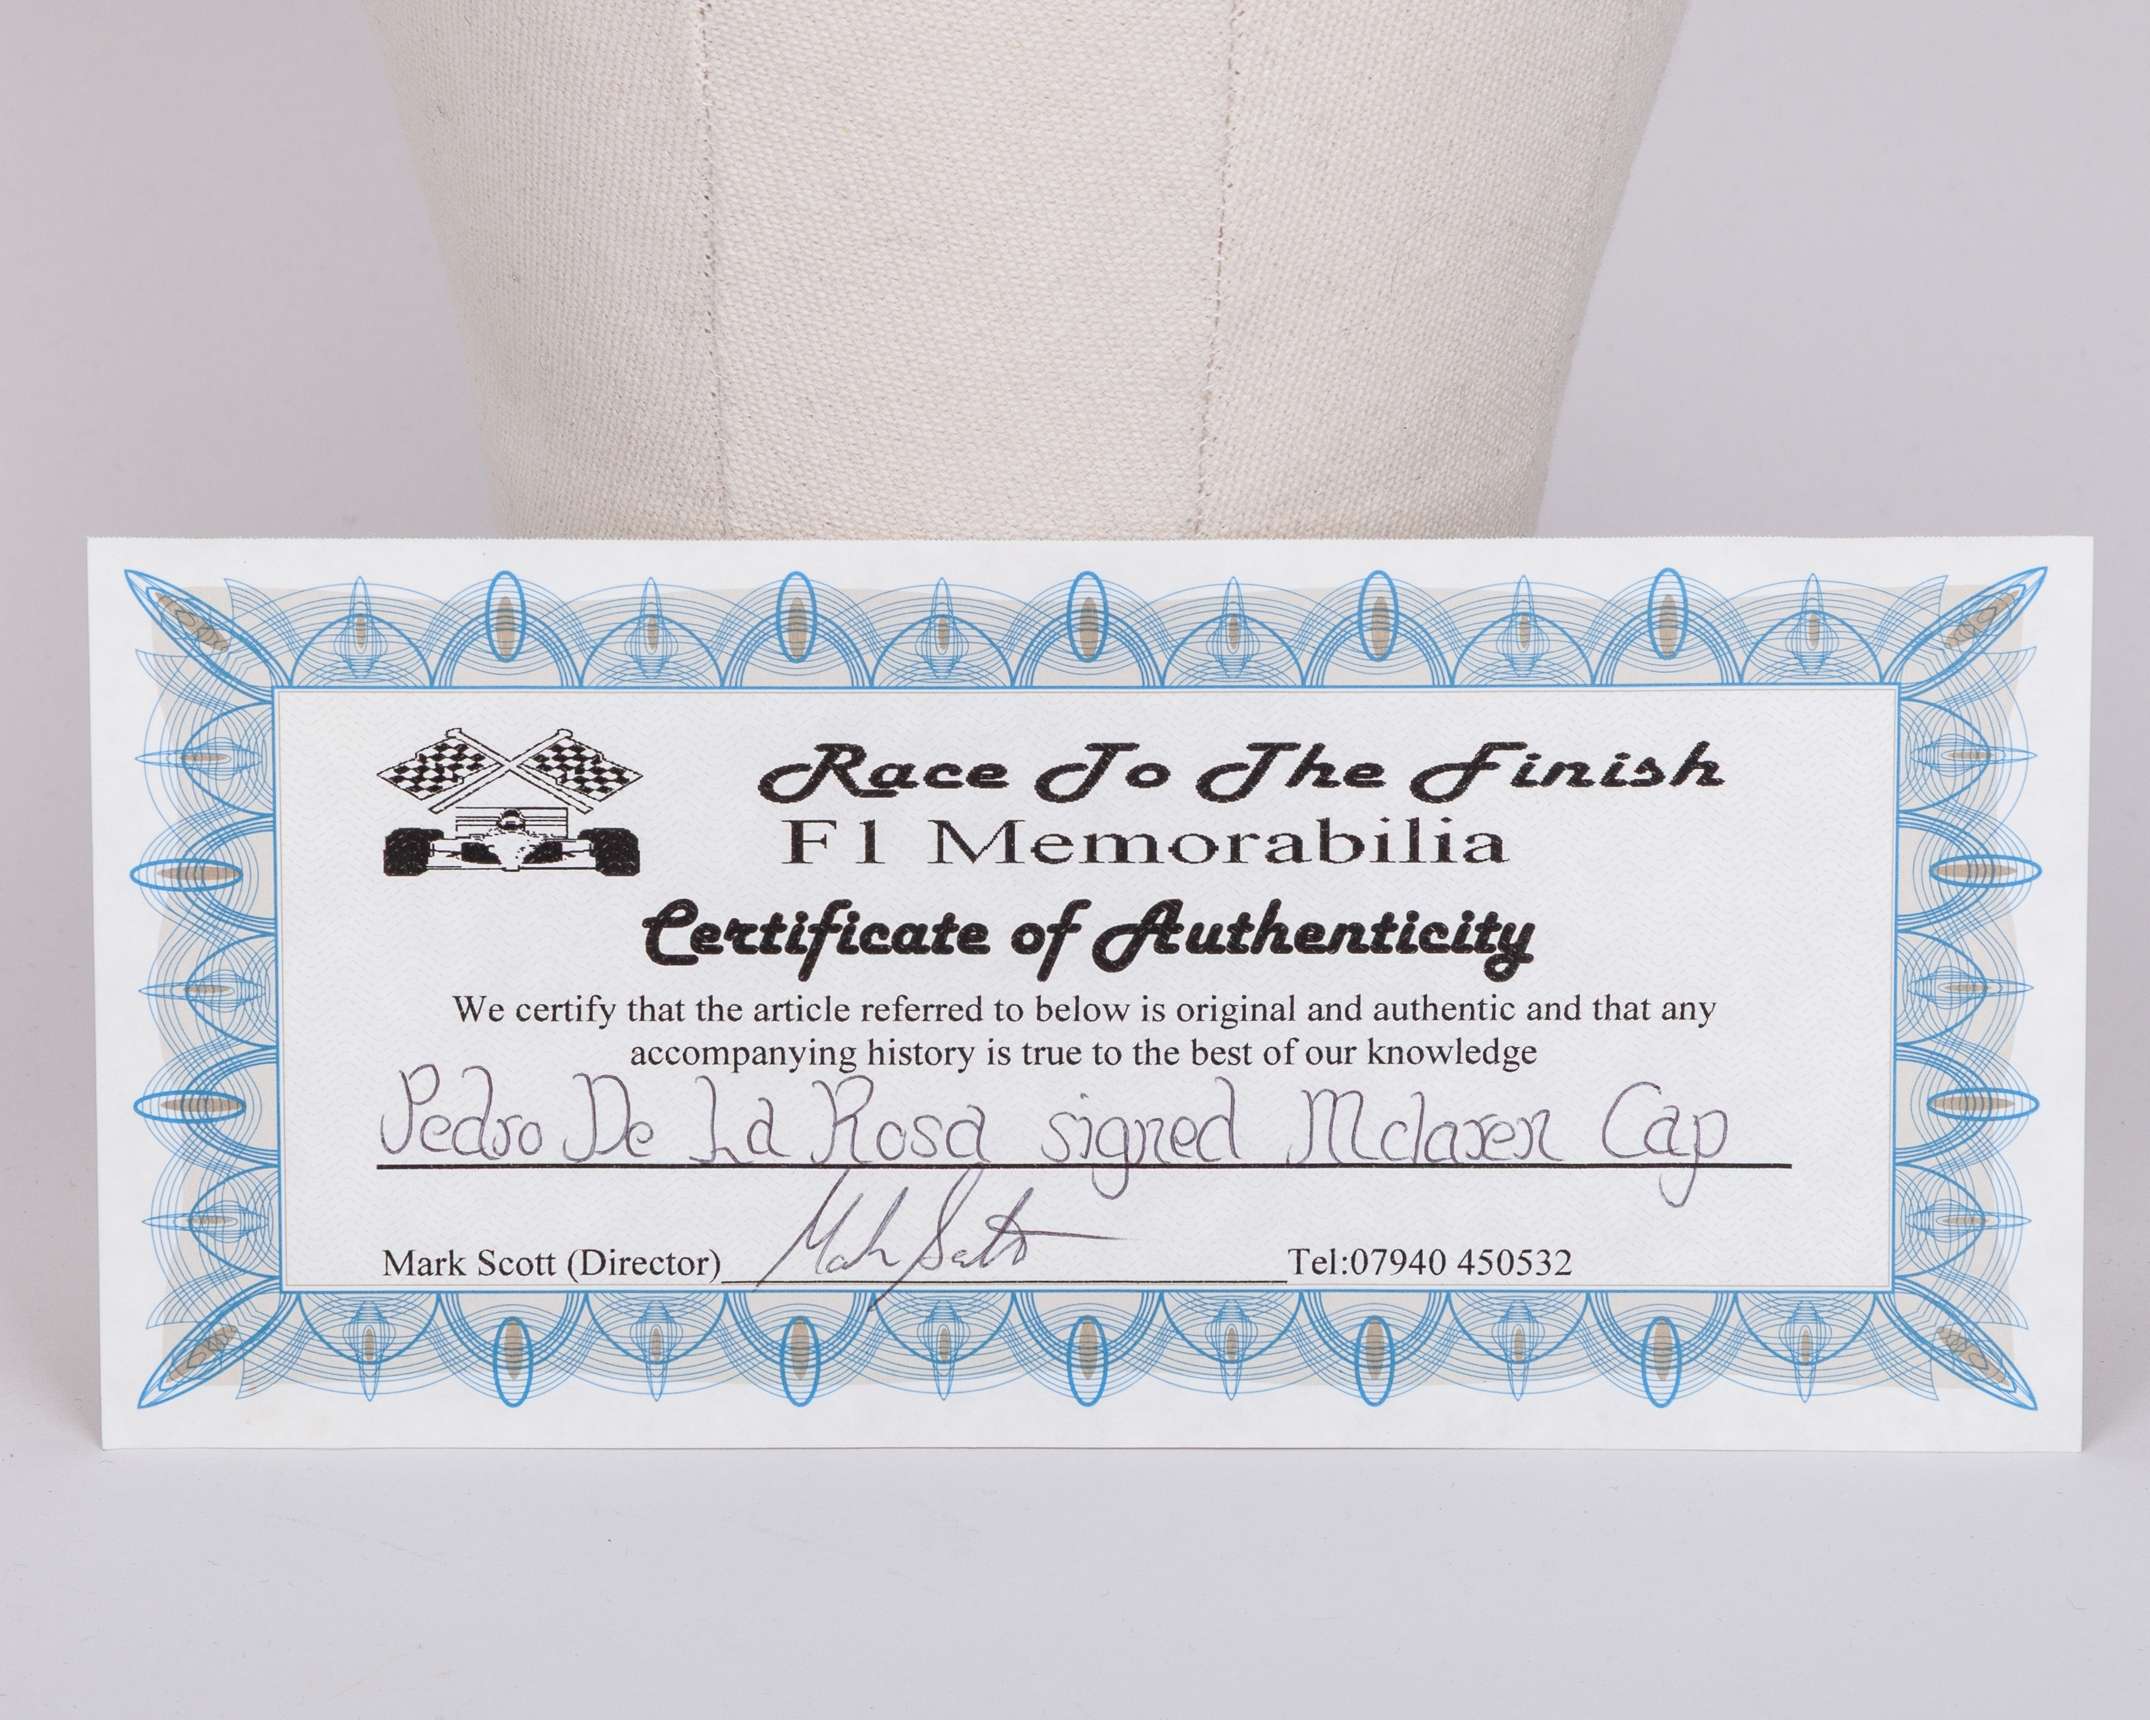 Race To The Finish
F1 Memorabilia
Certificate of Authenticity
We certify that the article referred to below is original and authentic and that any
accompanying history is true to the best of our knowledge
Pedro De La Rosa signed Mclaren Cap
Mark Scott (Director) Mark Scott Tel:07940 450532